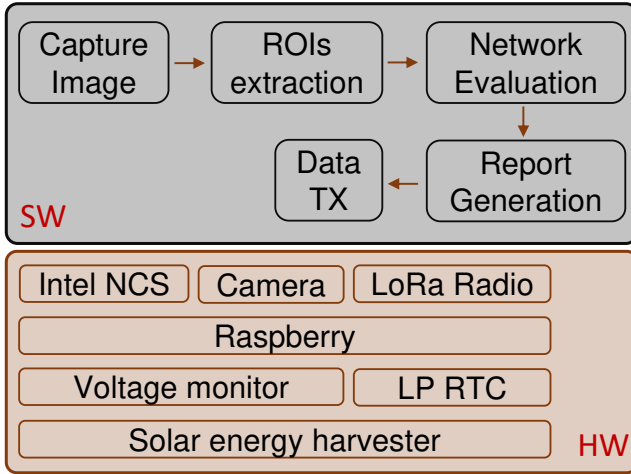 Capture
Image
ROIs
extraction
Network
Evaluation
Data
TX
Report
Generation
SW
Intel NCS
Camera
LoRa Radio
Raspberry
Voltage monitor
LP RTC
Solar energy harvester
HW